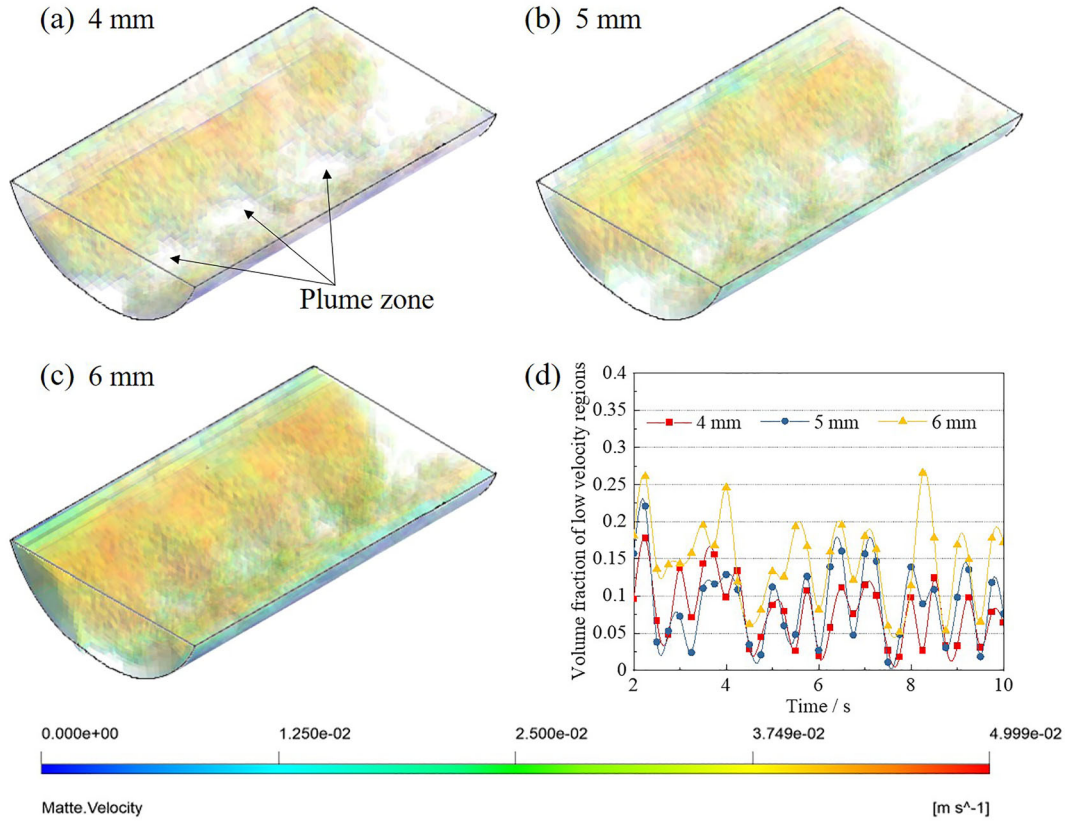 (a) 4 mm
(b) 5 mm
Plume zone
(c) 6 mm
(d)
Volume fraction of low velocity regions
0.4
0.35
0.3
0.25
0.2
0.15
0.1
0.05
0
4 mm 5 mm 6 mm
2 4 6 8 10
Time / s
0.000e+00 1.250e-02 2.500e-02 3.749e-02 4.999e-02
Matte.Velocity [m s^-1]